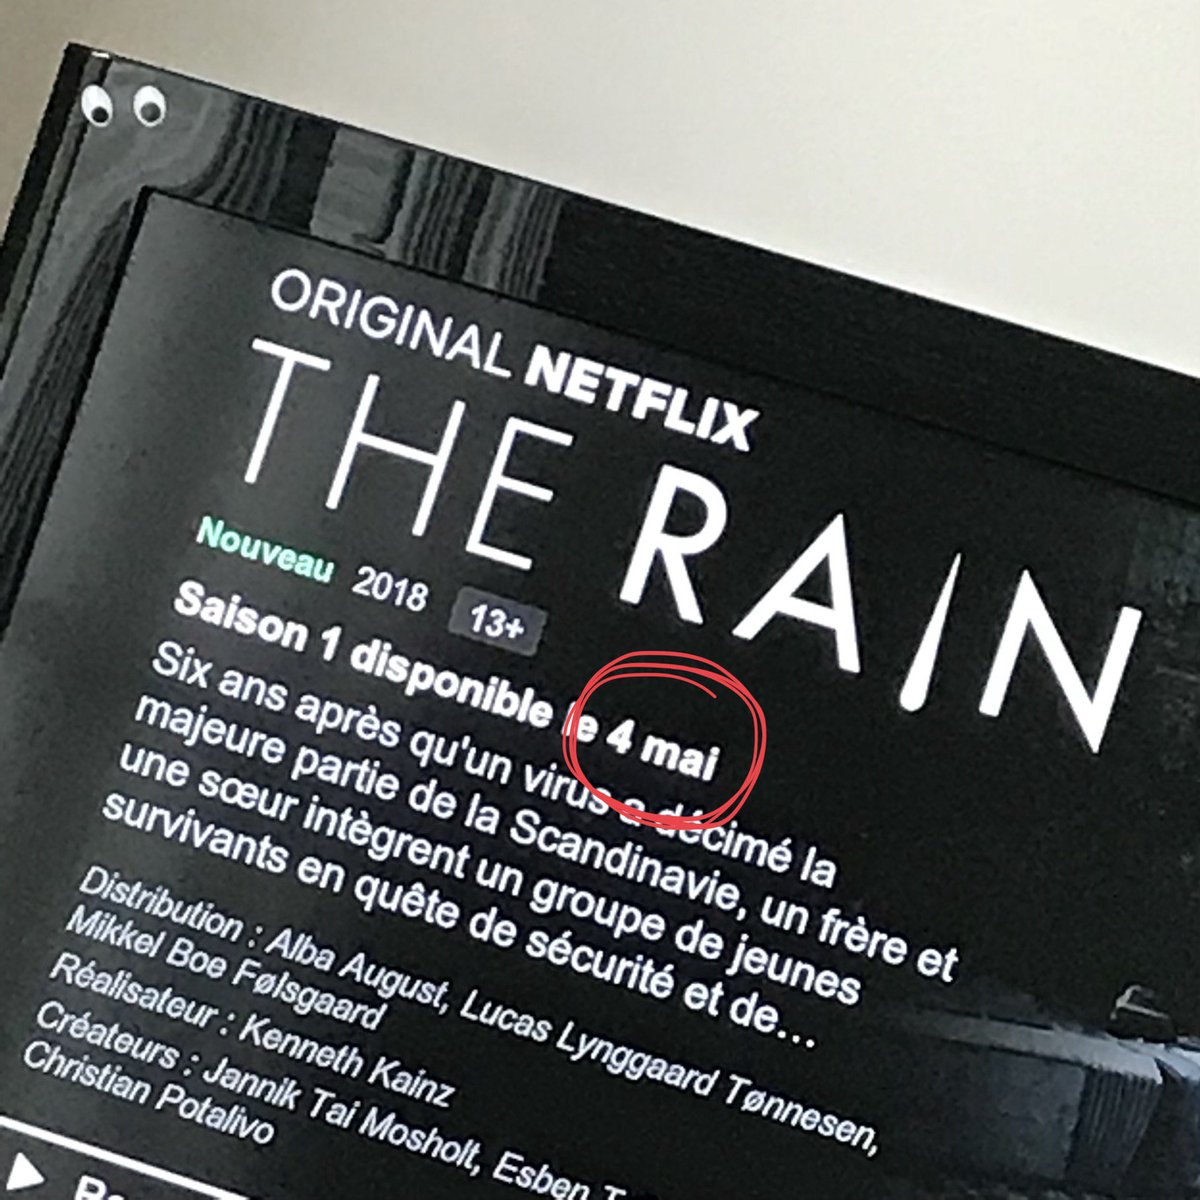 ORIGINAL NETFLIX
THE RAIN
Nouveau 2018 13+
Saison 1 disponible le 4 mai
Six ans après qu'un virus a décimé la
majeure partie de la Scandinavie, un frère et
une sœur intègrent un groupe de jeunes
survivants en quête de sécurité et de...
Distribution : Alba August, Lucas Lynggaard Tønnesen,
Mikkel Boe Følsgaard
Réalisateur : Kenneth Kainz
Créateurs : Jannik Tai Mosholt, Esben
Christian Potalivo